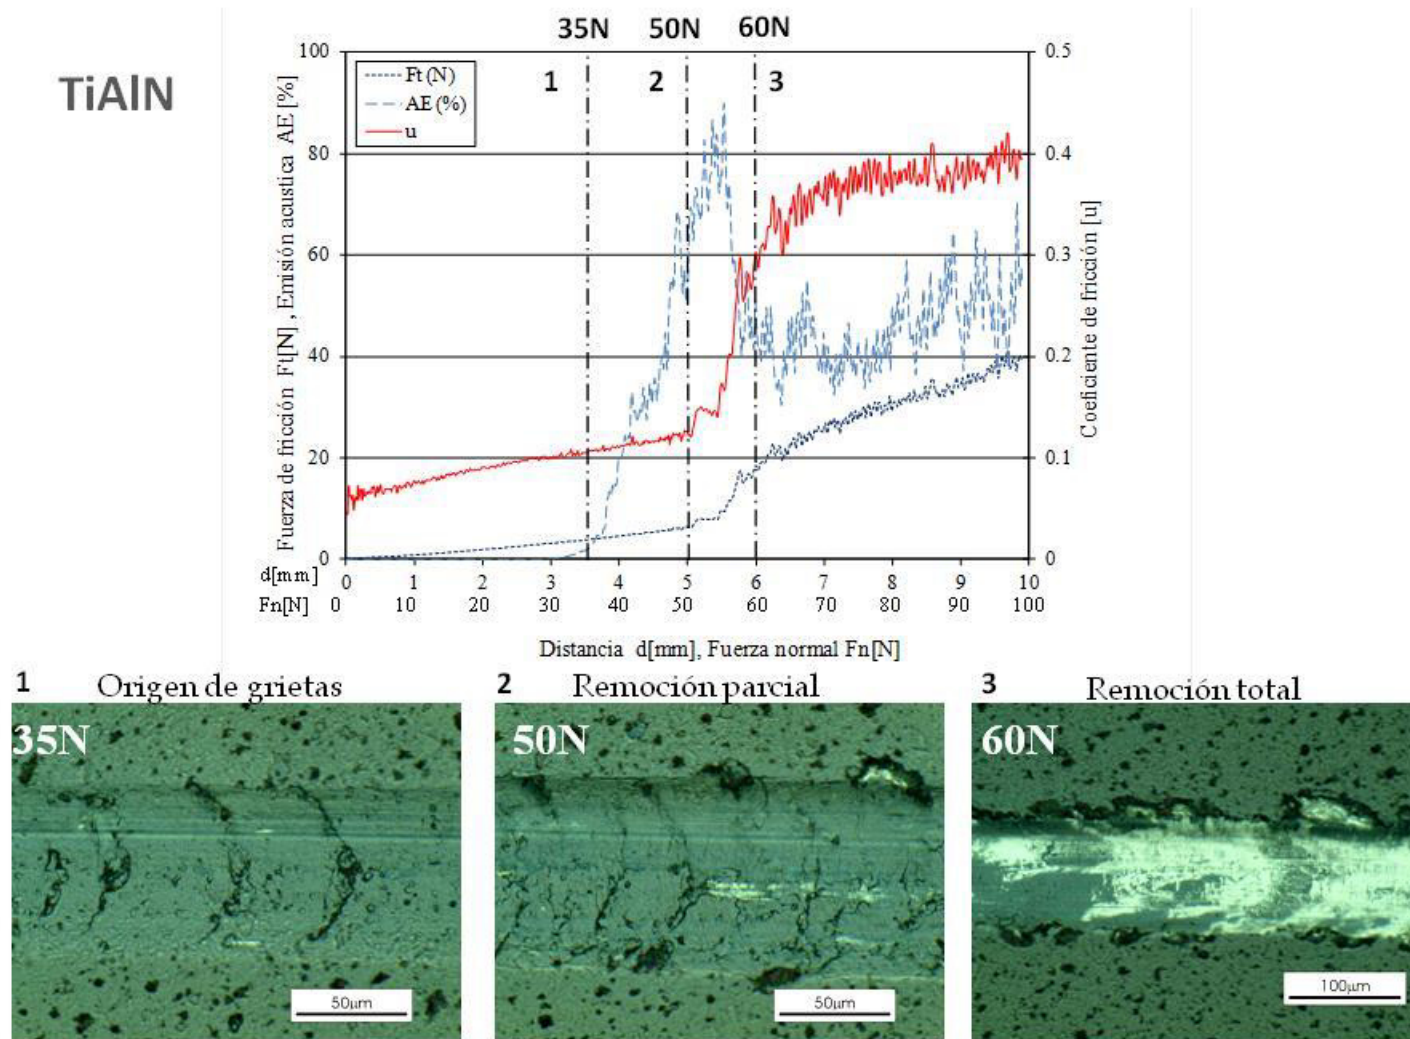 TiAlN
35N 50N 60N
1 2 3
Ft (N)
AE (%)
u
Fuerza de fricción Ft[N] , Emisión acustica AE [%]
100
80
60
40
20
0
0.5
0.4
0.3
0.2
0.1
0
Coeficiente de fricción [u]
d[mm] 0 1 2 3 4 5 6 7 8 9 10
Fn[N] 0 10 20 30 40 50 60 70 80 90 100
Distancia d[mm], Fuerza normal Fn[N]
1 Origen de grietas
35N
50μm
2 Remoción parcial
50N
50μm
3 Remoción total
60N
100μm